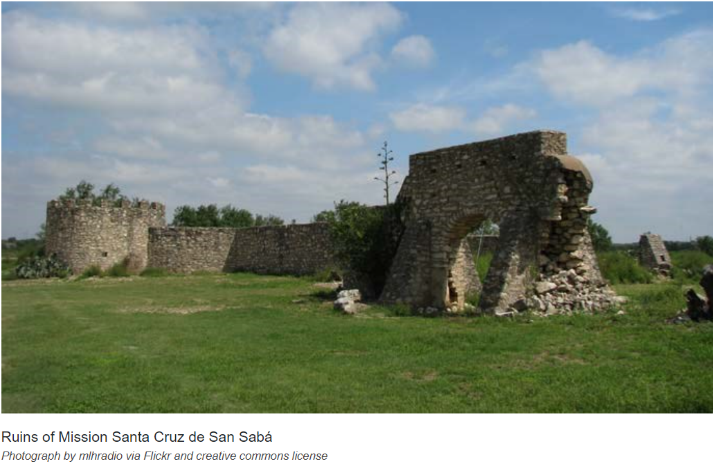 Ruins of Mission Santa Cruz de San Sabá
Photograph by mlhradio via Flickr and creative commons license